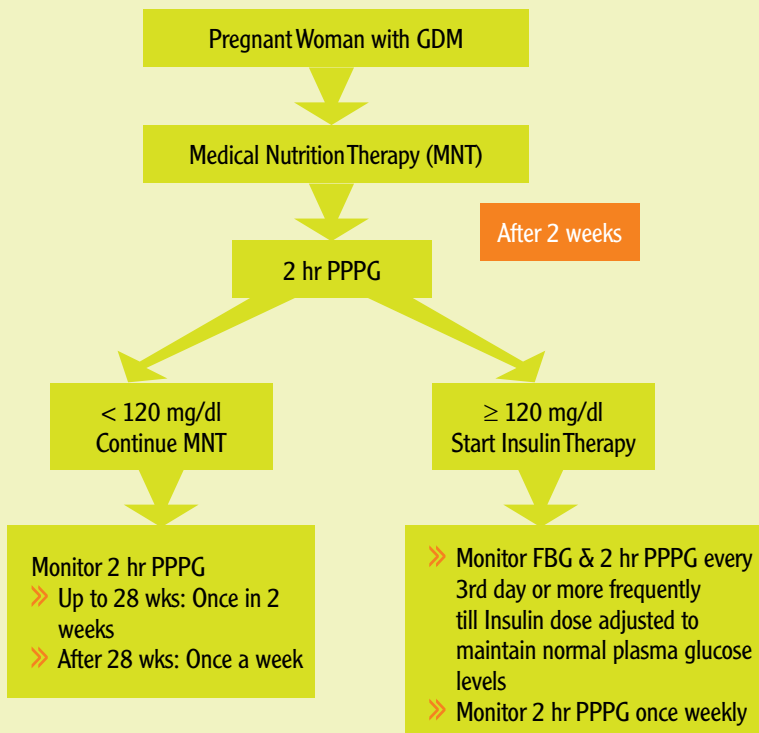 Pregnant Woman with GDM
Medical Nutrition Therapy (MNT)
After 2 weeks
2 hr PPPG
< 120 mg/dl
Continue MNT
≥ 120 mg/dl
Start Insulin Therapy
Monitor 2 hr PPPG
» Up to 28 wks: Once in 2
weeks
» After 28 wks: Once a week
» Monitor FBG & 2 hr PPPG every
3rd day or more frequently
till Insulin dose adjusted to
maintain normal plasma glucose
levels
» Monitor 2 hr PPPG once weekly